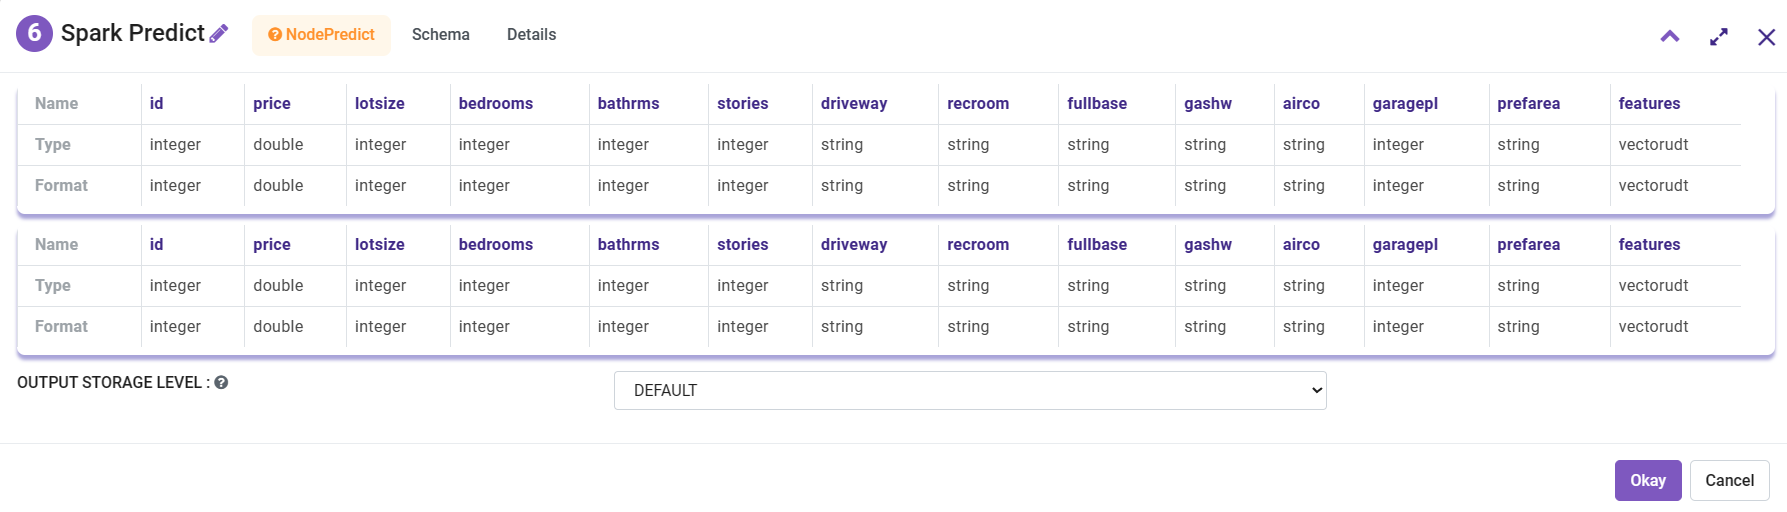 6 Spark Predict NodePredict Schema Details
Name id price lotsize bedrooms bathrms stories driveway recroom fullbase gashw airco garagepl prefarea features
Type integer double integer integer integer integer string string string string string integer string vectorudt
Format integer double integer integer integer integer string string string string string integer string vectorudt
Name id price lotsize bedrooms bathrms stories driveway recroom fullbase gashw airco garagepl prefarea features
Type integer double integer integer integer integer string string string string string integer string vectorudt
Format integer double integer integer integer integer string string string string string integer string vectorudt
OUTPUT STORAGE LEVEL : DEFAULT
Okay Cancel